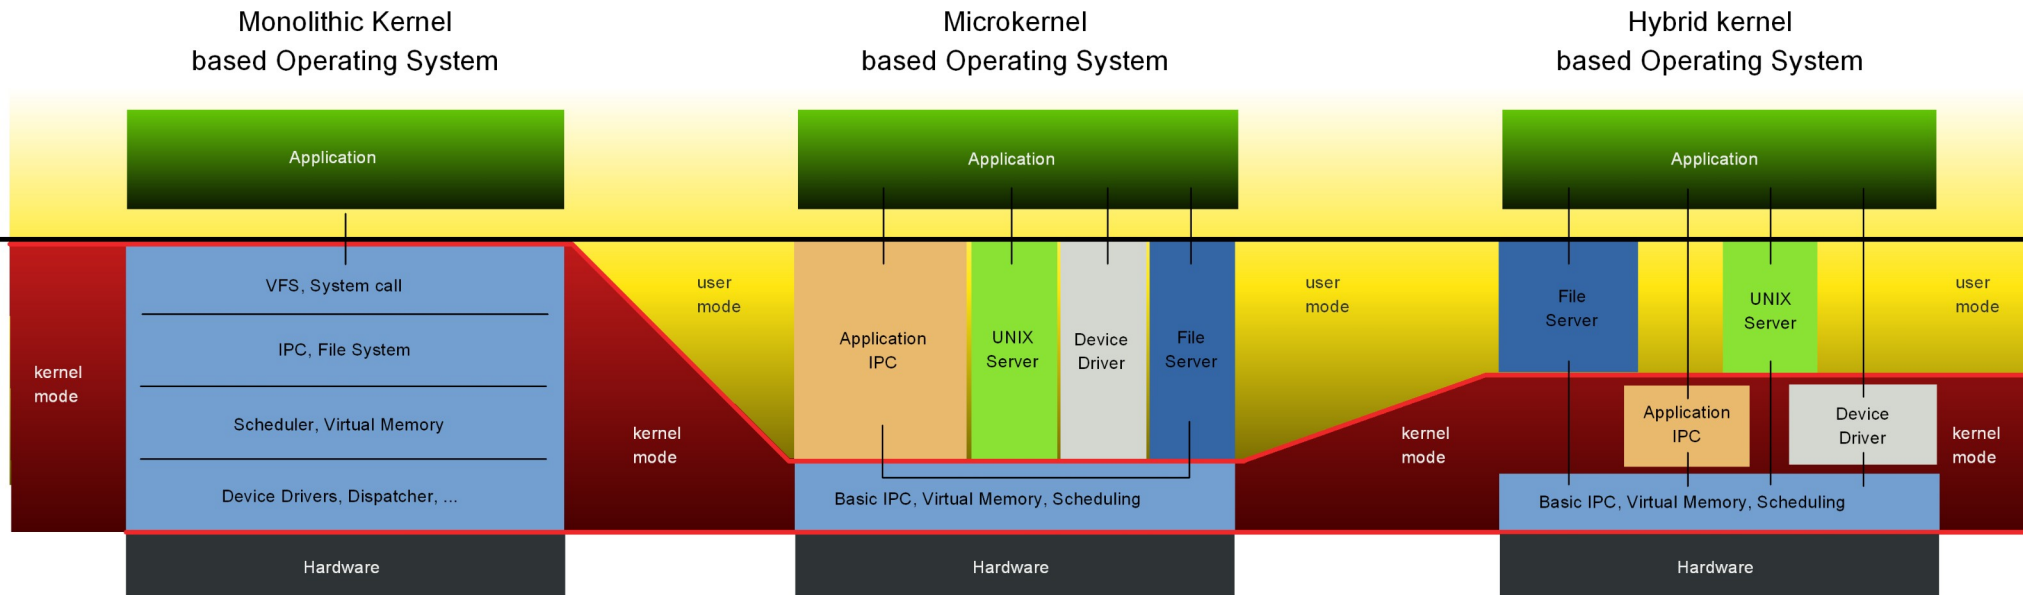 Monolithic Kernel
based Operating System
Microkernel
based Operating System
Hybrid kernel
based Operating System
Application
Application
Application
VFS, System call
IPC, File System
Scheduler, Virtual Memory
Device Drivers, Dispatcher, ...
Hardware
kernel
mode
user
mode
kernel
mode
Application
IPC
UNIX
Server
Device
Driver
File
Server
Basic IPC, Virtual Memory, Scheduling
Hardware
user
mode
kernel
mode
File
Server
UNIX
Server
user
mode
Application
IPC
Device
Driver
kernel
mode
Basic IPC, Virtual Memory, Scheduling
Hardware